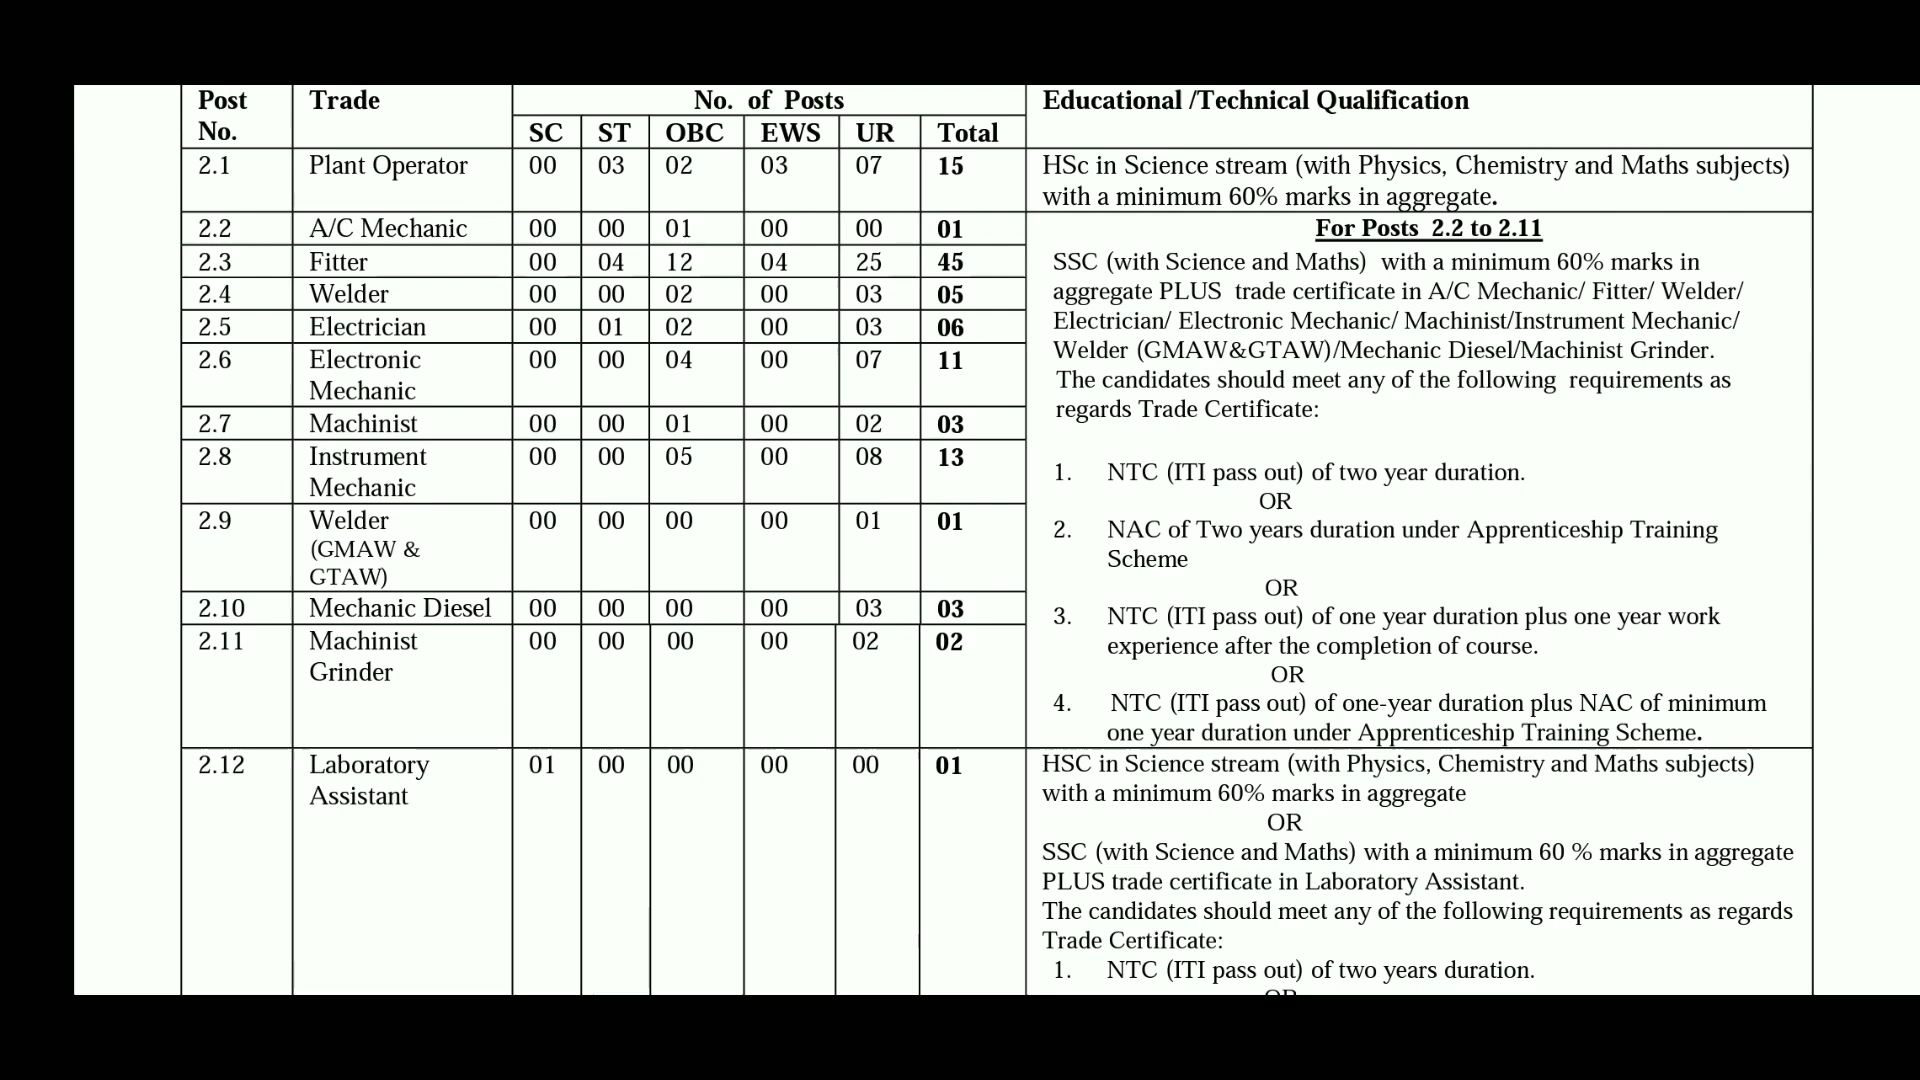 Post No. Trade No. of Posts Educational /Technical Qualification
SC ST OBC EWS UR Total
2.1 Plant Operator 00 03 02 03 07 15
HSc in Science stream (with Physics, Chemistry and Maths subjects)
with a minimum 60% marks in aggregate.
2.2 A/C Mechanic 00 00 01 00 00 01
2.3 Fitter 00 04 12 04 25 45
2.4 Welder 00 00 02 00 03 05
2.5 Electrician 00 01 02 00 03 06
2.6 Electronic Mechanic 00 00 04 00 07 11
2.7 Machinist 00 00 01 00 02 03
2.8 Instrument Mechanic 00 00 05 00 08 13
2.9 Welder (GMAW & GTAW) 00 00 00 00 01 01
2.10 Mechanic Diesel 00 00 00 00 03 03
2.11 Machinist Grinder 00 00 00 00 02 02
For Posts 2.2 to 2.11
SSC (with Science and Maths) with a minimum 60% marks in
aggregate PLUS trade certificate in A/C Mechanic/ Fitter/ Welder/
Electrician/ Electronic Mechanic/ Machinist/Instrument Mechanic/
Welder (GMAW&GTAW)/Mechanic Diesel/Machinist Grinder.
The candidates should meet any of the following requirements as
regards Trade Certificate:
1. NTC (ITI pass out) of two year duration.
OR
2. NAC of Two years duration under Apprenticeship Training
Scheme
OR
3. NTC (ITI pass out) of one year duration plus one year work
experience after the completion of course.
OR
4. NTC (ITI pass out) of one-year duration plus NAC of minimum
one year duration under Apprenticeship Training Scheme.
2.12 Laboratory Assistant 01 00 00 00 00 01
HSC in Science stream (with Physics, Chemistry and Maths subjects)
with a minimum 60% marks in aggregate
OR
SSC (with Science and Maths) with a minimum 60 % marks in aggregate
PLUS trade certificate in Laboratory Assistant.
The candidates should meet any of the following requirements as regards
Trade Certificate:
1. NTC (ITI pass out) of two years duration.
OR